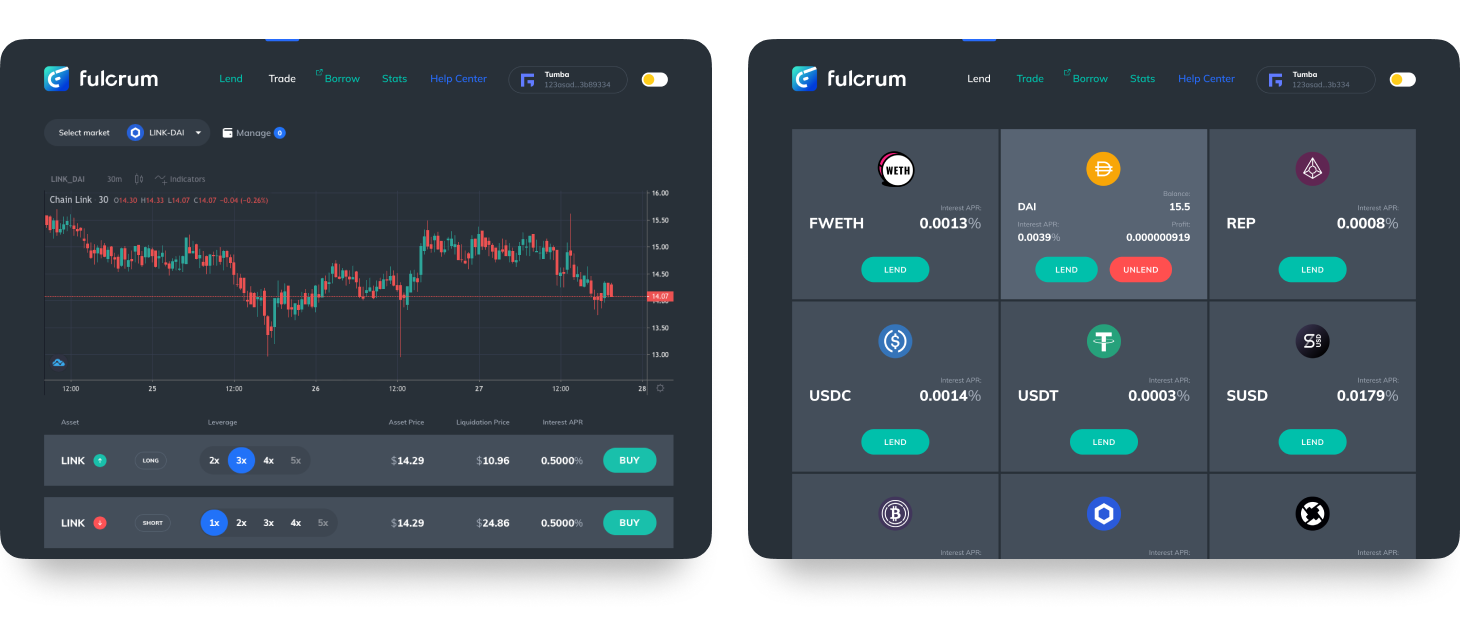 fulcrum
Lend Trade Borrow Stats Help Center
Tumba
123asad...3b89334
Select market LINK-DAI Manage 0
LINK_DAI 30m Indicators
Chain Link 30 O14.30 H14.33 L14.07 C14.07 -0.04 (-0.26%)
16.00
15.50
15.00
14.50
14.07
14.00
13.50
13.00
12:00 25 12:00 26 12:00 27 12:00 28
Asset Leverage Asset Price Liquidation Price Interest APR
LINK LONG 2x 3x 4x 5x $14.29 $10.96 0.5000% BUY
LINK SHORT 1x 2x 3x 4x 5x $14.29 $24.86 0.5000% BUY
fulcrum
Lend Trade Borrow Stats Help Center
Tumba
123asad...3b334
WETH
Interest APR:
FWETH 0.0013%
LEND
Balance:
DAI 15.5
Interest APR: Profit:
0.0039% 0.000000919
LEND UNLEND
Interest APR:
REP 0.0008%
LEND
Interest APR:
USDC 0.0014%
LEND
Interest APR:
USDT 0.0003%
LEND
USD
Interest APR:
SUSD 0.0179%
LEND
Interest APR:
Interest APR:
Interest APR: